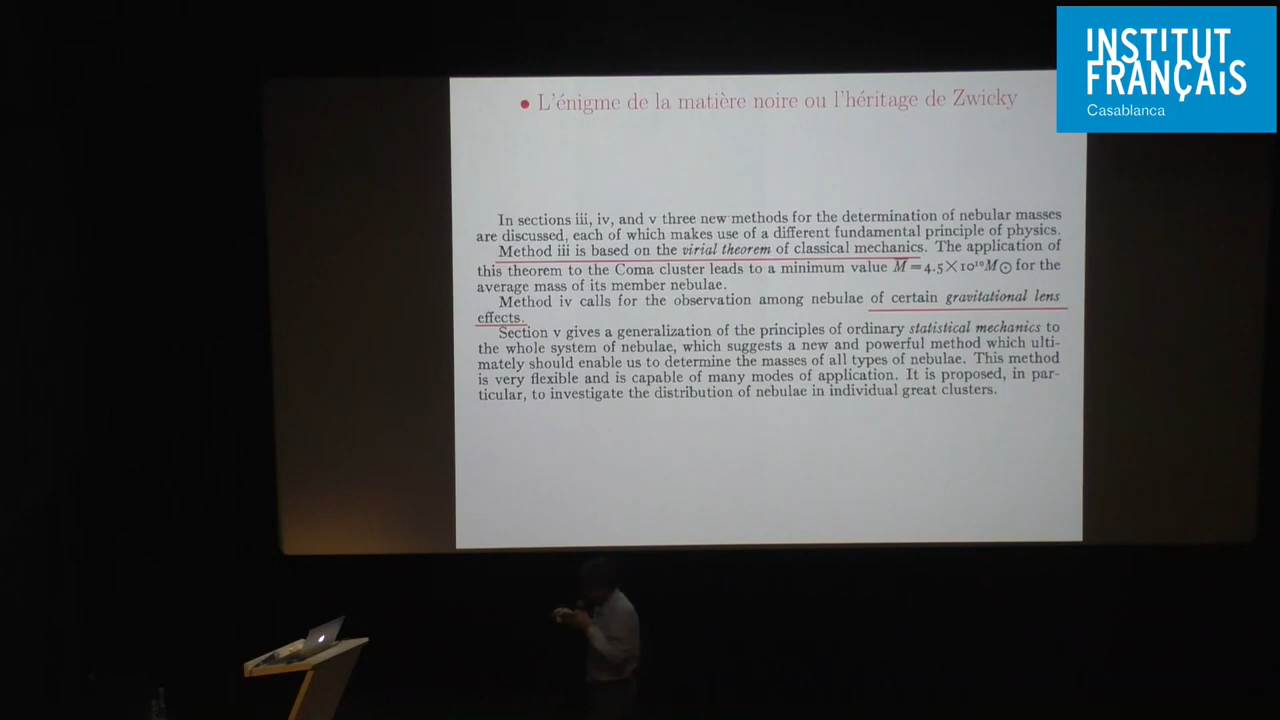 INSTITUT
FRANÇAIS
Casablanca
• L'énigme de la matière noire ou l'héritage de Zwicky
In sections iii, iv, and v three new methods for the determination of nebular masses
are discussed, each of which makes use of a different fundamental principle of physics.
Method iii is based on the virial theorem of classical mechanics. The application of
this theorem to the Coma cluster leads to a minimum value M̅ = 4.5×10¹⁰M☉ for the
average mass of its member nebulae.
Method iv calls for the observation among nebulae of certain gravitational lens
effects.
Section v gives a generalization of the principles of ordinary statistical mechanics to
the whole system of nebulae, which suggests a new and powerful method which ulti-
mately should enable us to determine the masses of all types of nebulae. This method
is very flexible and is capable of many modes of application. It is proposed, in par-
ticular, to investigate the distribution of nebulae in individual great clusters.